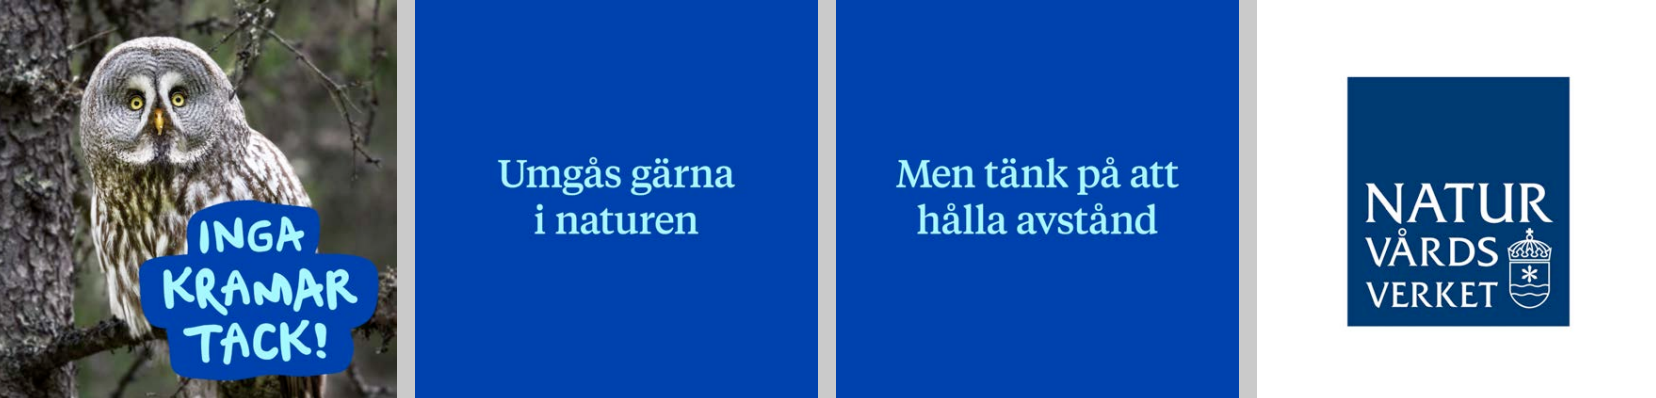 INGA
KRAMAR
TACK!
Umgås gärna
i naturen
Men tänk på att
hålla avstånd
NATUR
VÅRDS
VERKET